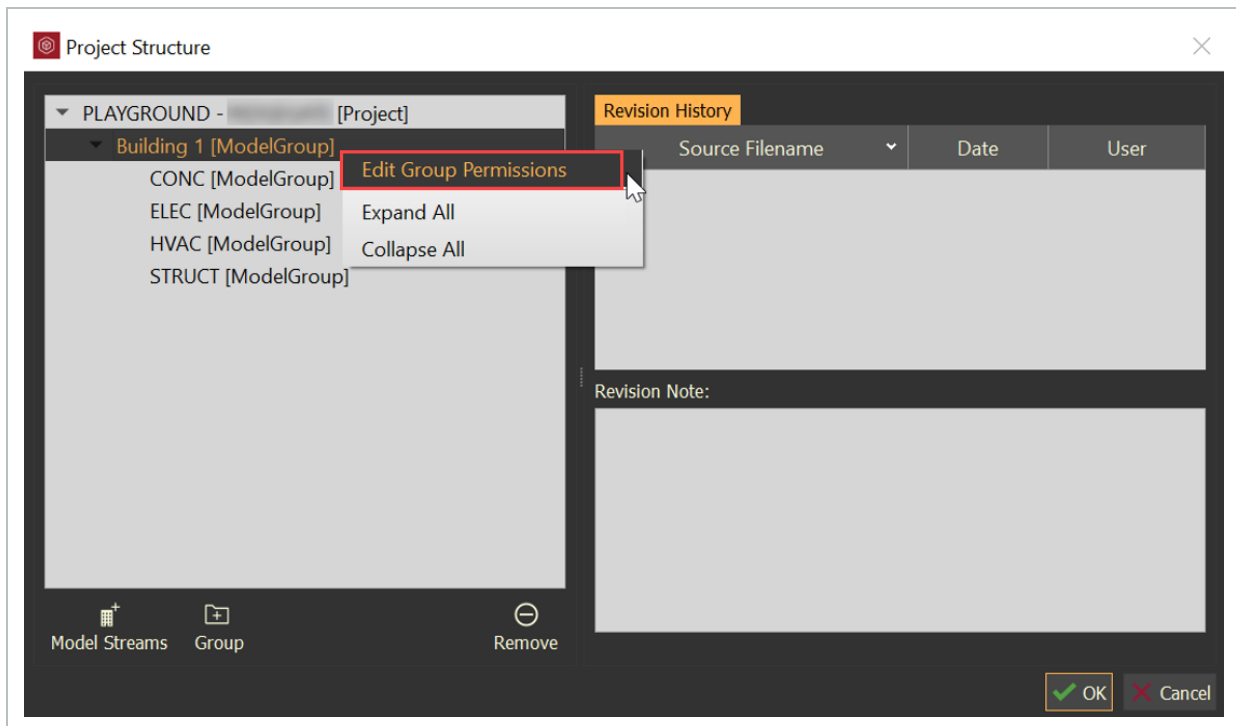 Project Structure
PLAYGROUND - [Project]
Building 1 [ModelGroup]
CONC [ModelGroup]
ELEC [ModelGroup]
HVAC [ModelGroup]
STRUCT [ModelGroup]
Edit Group Permissions
Expand All
Collapse All
Revision History
Source Filename Date User
Revision Note:
Model Streams Group Remove
OK Cancel